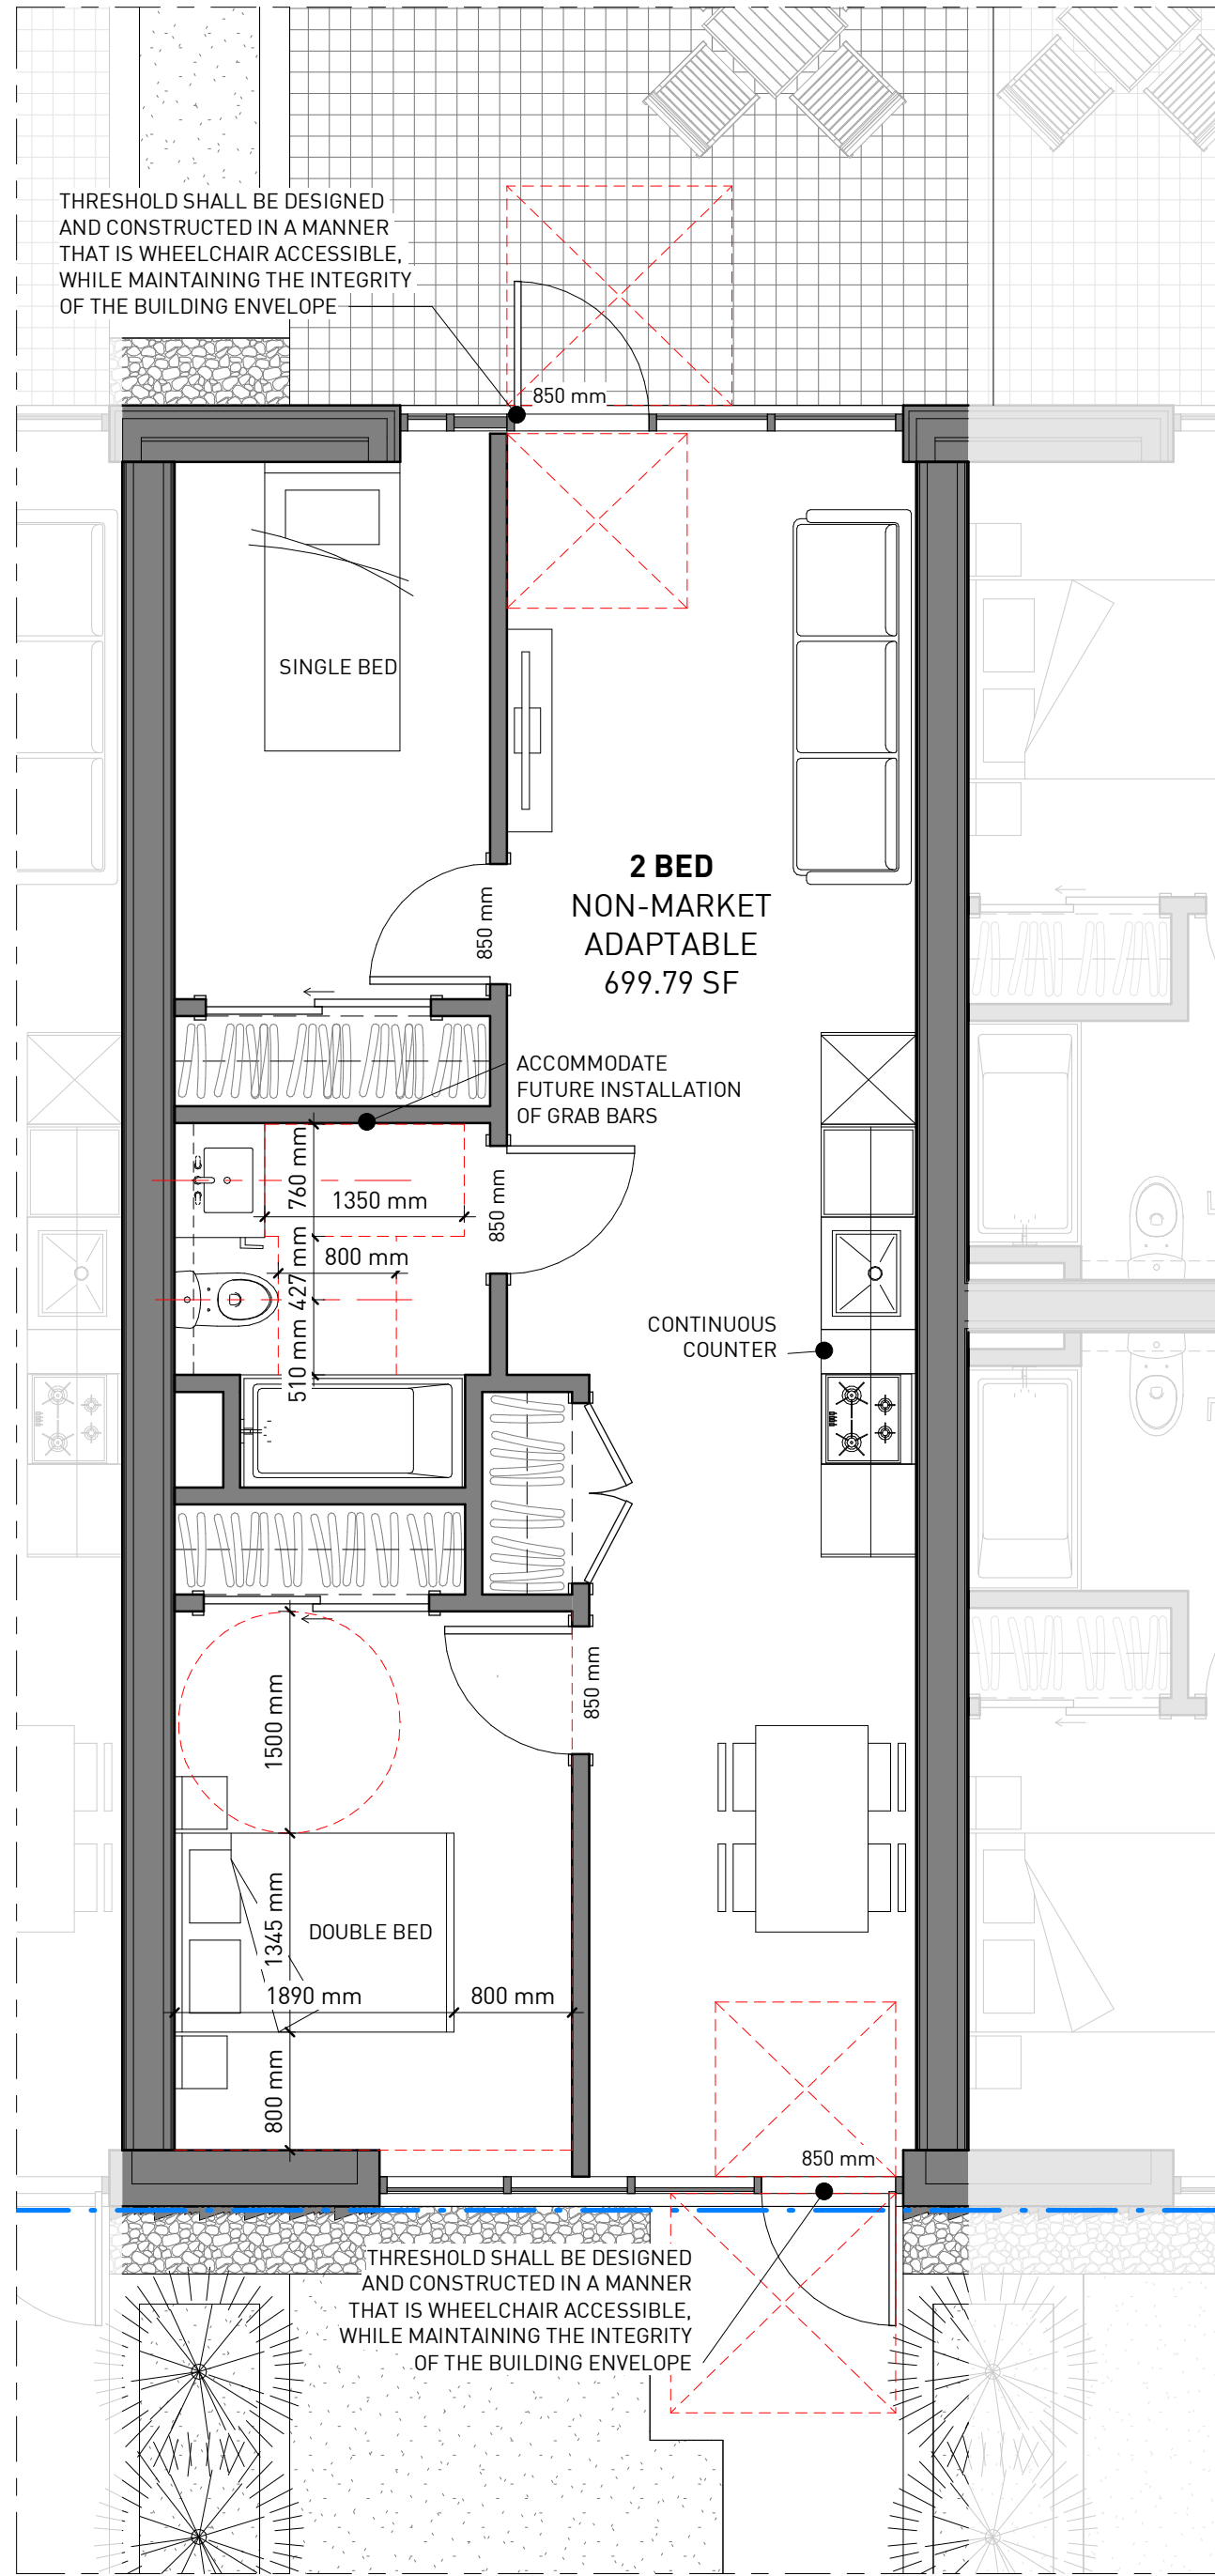 THRESHOLD SHALL BE DESIGNED
AND CONSTRUCTED IN A MANNER
THAT IS WHEELCHAIR ACCESSIBLE,
WHILE MAINTAINING THE INTEGRITY
OF THE BUILDING ENVELOPE
850 mm
SINGLE BED
2 BED
NON-MARKET
ADAPTABLE
699.79 SF
850 mm
ACCOMMODATE
FUTURE INSTALLATION
OF GRAB BARS
760 mm
1350 mm
850 mm
427 mm
800 mm
510 mm
CONTINUOUS
COUNTER
850 mm
1500 mm
1345 mm
DOUBLE BED
1890 mm
800 mm
800 mm
850 mm
THRESHOLD SHALL BE DESIGNED
AND CONSTRUCTED IN A MANNER
THAT IS WHEELCHAIR ACCESSIBLE,
WHILE MAINTAINING THE INTEGRITY
OF THE BUILDING ENVELOPE